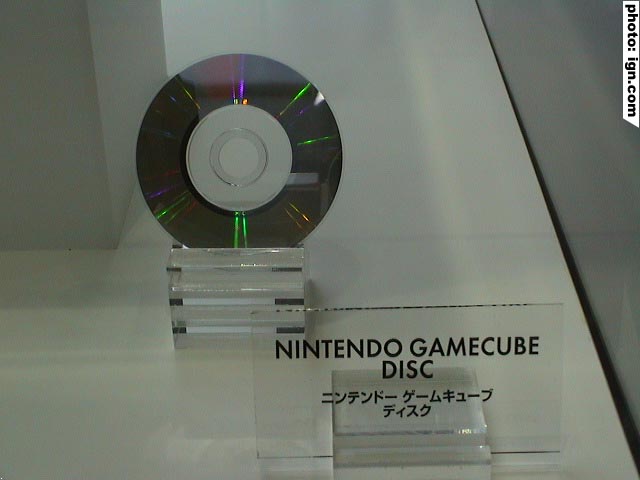 photo: ign.com
NINTENDO GAMECUBE
DISC
ニンテンドー ゲームキューブ
ディスク